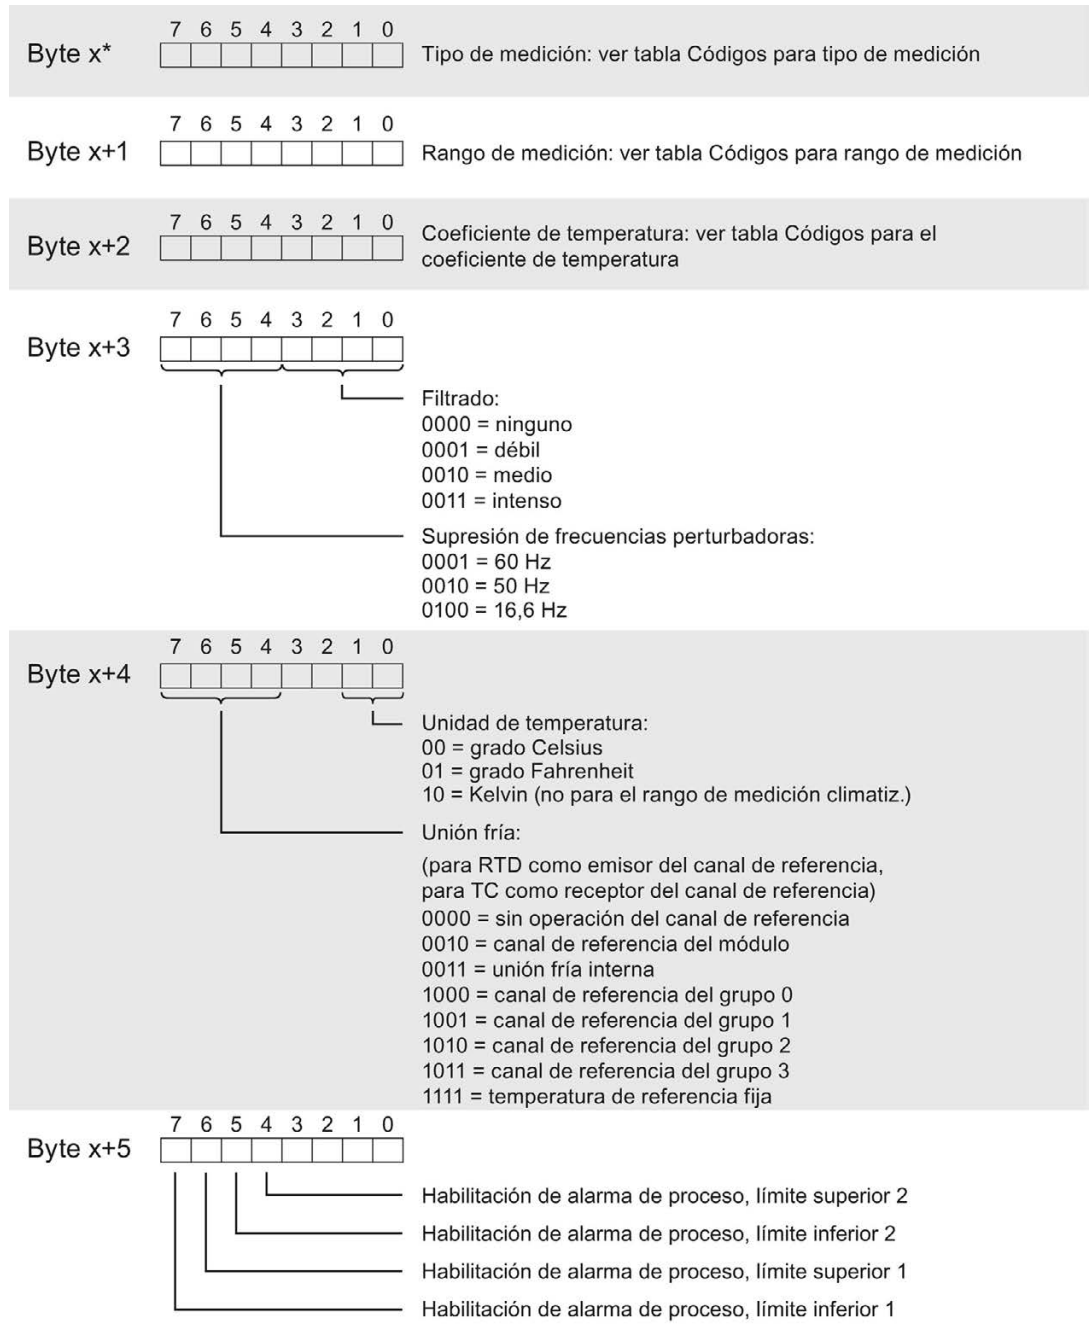 7 6 5 4 3 2 1 0
Byte x* Tipo de medición: ver tabla Códigos para tipo de medición
7 6 5 4 3 2 1 0
Byte x+1 Rango de medición: ver tabla Códigos para rango de medición
7 6 5 4 3 2 1 0
Byte x+2 Coeficiente de temperatura: ver tabla Códigos para el
coeficiente de temperatura
7 6 5 4 3 2 1 0
Byte x+3
Filtrado:
0000 = ninguno
0001 = débil
0010 = medio
0011 = intenso
Supresión de frecuencias perturbadoras:
0001 = 60 Hz
0010 = 50 Hz
0100 = 16,6 Hz
7 6 5 4 3 2 1 0
Byte x+4
Unidad de temperatura:
00 = grado Celsius
01 = grado Fahrenheit
10 = Kelvin (no para el rango de medición climatiz.)
Unión fría:
(para RTD como emisor del canal de referencia,
para TC como receptor del canal de referencia)
0000 = sin operación del canal de referencia
0010 = canal de referencia del módulo
0011 = unión fría interna
1000 = canal de referencia del grupo 0
1001 = canal de referencia del grupo 1
1010 = canal de referencia del grupo 2
1011 = canal de referencia del grupo 3
1111 = temperatura de referencia fija
7 6 5 4 3 2 1 0
Byte x+5
Habilitación de alarma de proceso, límite superior 2
Habilitación de alarma de proceso, límite inferior 2
Habilitación de alarma de proceso, límite superior 1
Habilitación de alarma de proceso, límite inferior 1